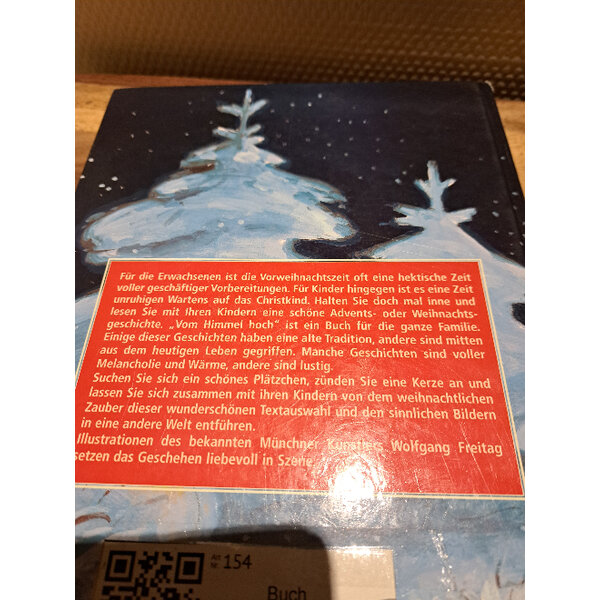 Für die Erwachsenen ist die Vorweihnachtszeit oft eine hektische Zeit
voller geschäftiger Vorbereitungen. Für Kinder hingegen ist es eine Zeit
unruhigen Wartens auf das Christkind. Halten Sie doch mal inne und
lesen Sie mit Ihren Kindern eine schöne Advents- oder Weihnachts-
geschichte. „Vom Himmel hoch" ist ein Buch für die ganze Familie.
Einige dieser Geschichten haben eine alte Tradition, andere sind mitten
aus dem heutigen Leben gegriffen. Manche Geschichten sind voller
Melancholie und Wärme, andere sind lustig.
Suchen Sie sich ein schönes Plätzchen, zünden Sie eine Kerze an und
lassen Sie sich zusammen mit ihren Kindern von dem weihnachtlichen
Zauber dieser wunderschönen Textauswahl und den sinnlichen Bildern
in eine andere Welt entführen.
Illustrationen des bekannten Münchner Künstlers Wolfgang Freitag
setzen das Geschehen liebevoll in Szene
Art
Nr. 154
Buch